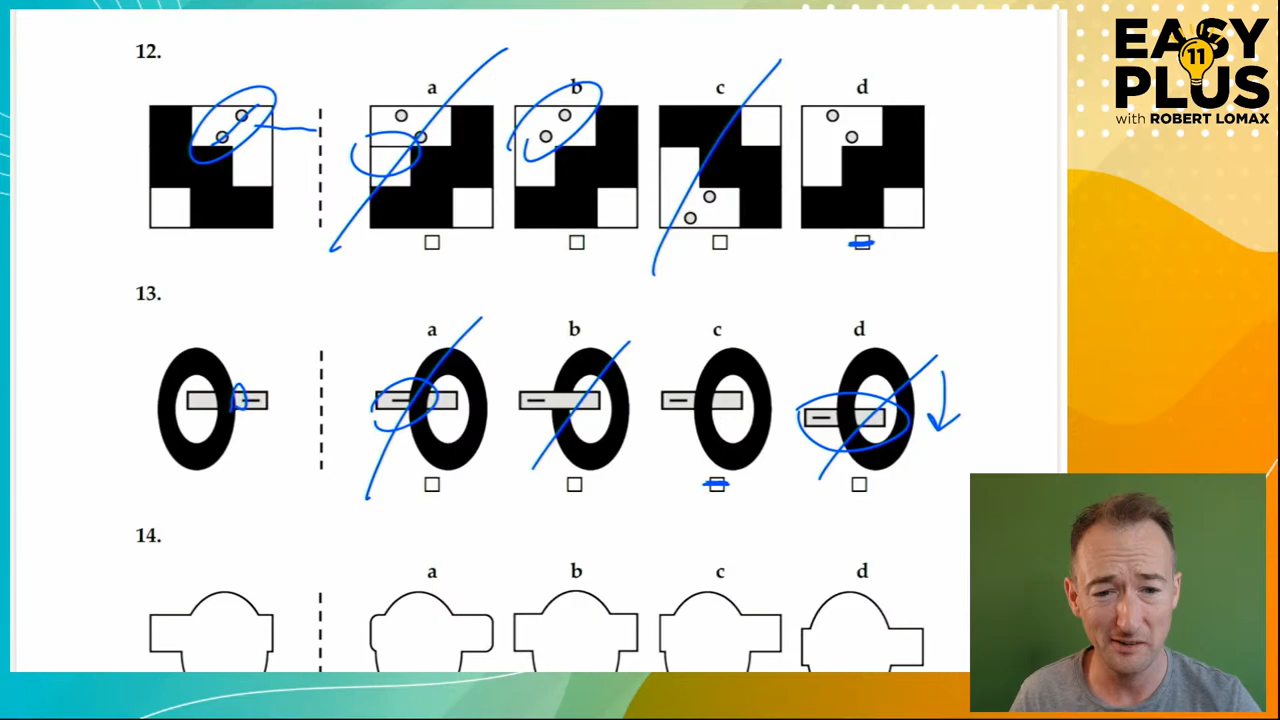 EASY
11
PLUS
with ROBERT LOMAX
12.
a b c d
13.
a b c d
14.
a b c d